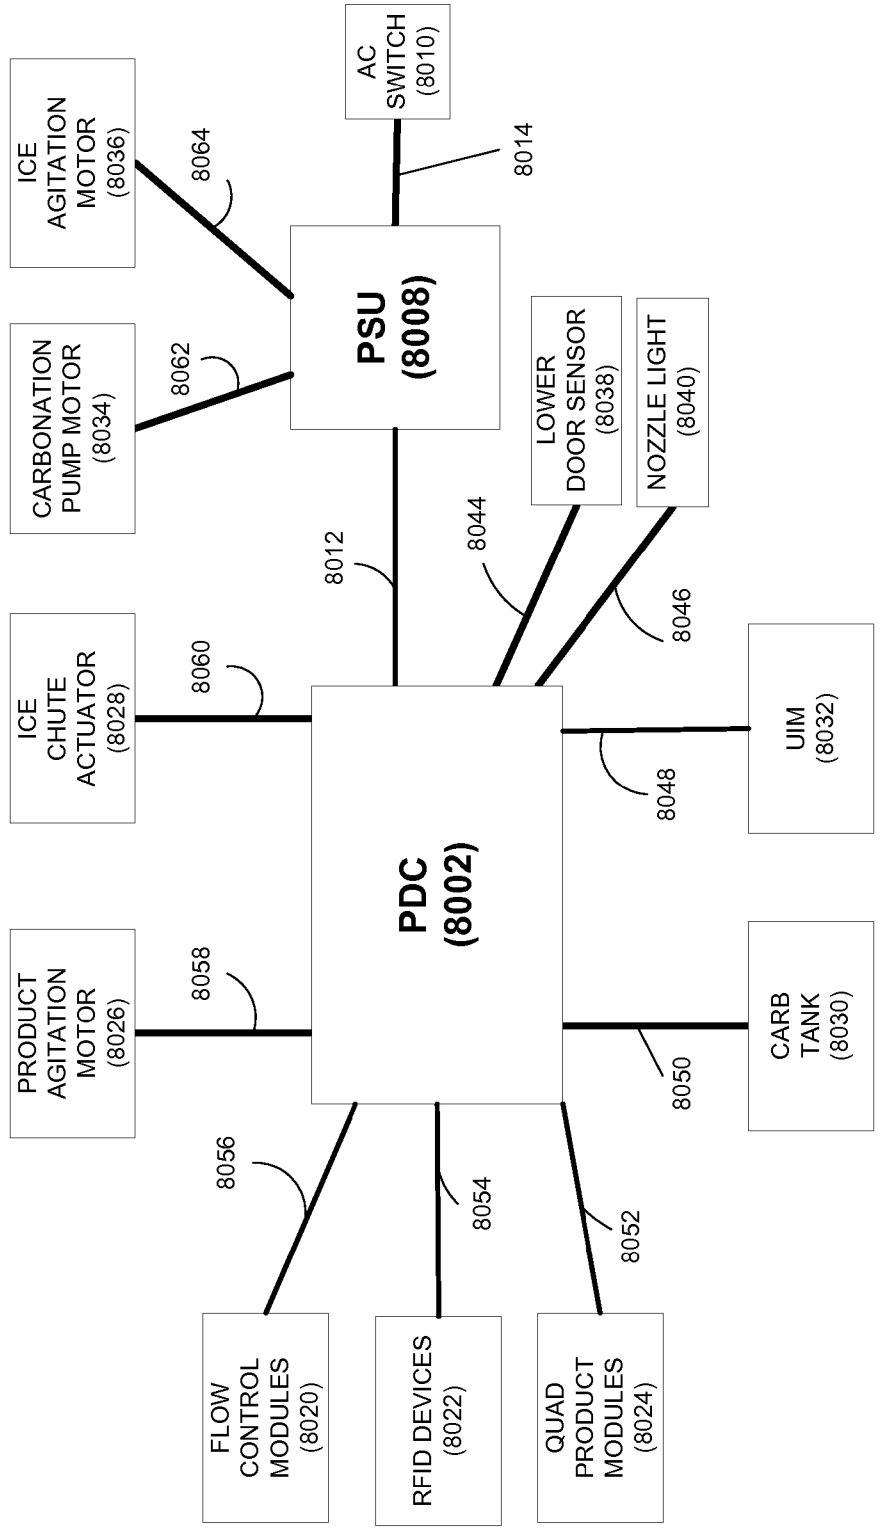 PRODUCT
AGITATION
MOTOR
(8026)
ICE
CHUTE
ACTUATOR
(8028)
CARBONATION
PUMP MOTOR
(8034)
ICE
AGITATION
MOTOR
(8036)
8058
8060
8062
8064
8056
FLOW
CONTROL
MODULES
(8020)
8012
PSU
(8008)
AC
SWITCH
(8010)
PDC
(8002)
RFID DEVICES
(8022)
8054
8044
8014
LOWER
DOOR SENSOR
(8038)
QUAD
PRODUCT
MODULES
(8024)
8052
8050
8048
8046
NOZZLE LIGHT
(8040)
CARB
TANK
(8030)
UIM
(8032)